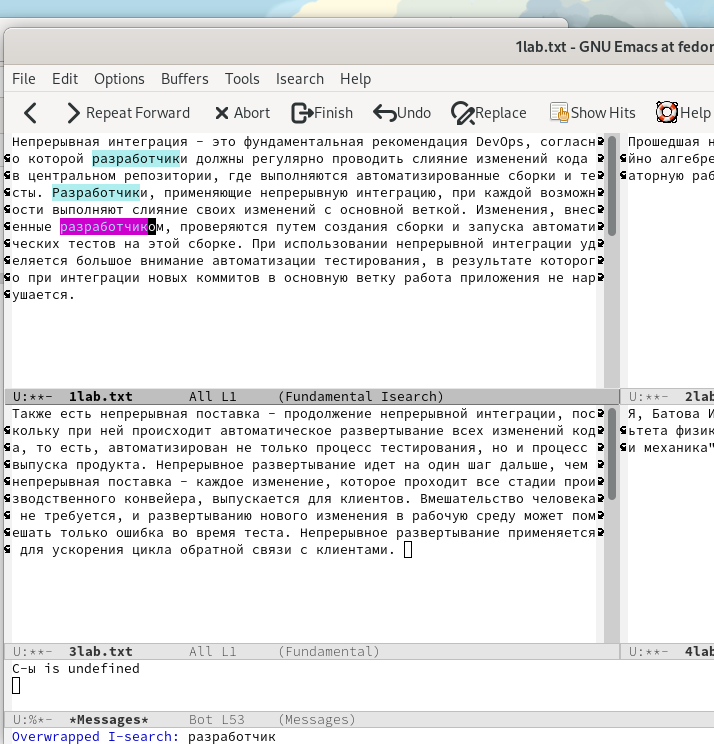 1lab.txt - GNU Emacs at fedor
File Edit Options Buffers Tools Isearch Help
Repeat Forward Abort Finish Undo Replace Show Hits Help
Непрерывная интеграция – это фундаментальная рекомендация DevOps, согласн
о которой разработчики должны регулярно проводить слияние изменений кода
в центральном репозитории, где выполняются автоматизированные сборки и те
сты. Разработчики, применяющие непрерывную интеграцию, при каждой возможн
ости выполняют слияние своих изменений с основной веткой. Изменения, внес
енные разработчиком, проверяются путем создания сборки и запуска автомати
ческих тестов на этой сборке. При использовании непрерывной интеграции уд
еляется большое внимание автоматизации тестирования, в результате которог
о при интеграции новых коммитов в основную ветку работа приложения не нар
ушается.
U:**- 1lab.txt All L1 (Fundamental Isearch)
Прошедшая н
йно алгебре
аторную раб
U:**- 2lab
Также есть непрерывная поставка – продолжение непрерывной интеграции, пос
кольку при ней происходит автоматическое развертывание всех изменений код
а, то есть, автоматизирован не только процесс тестирования, но и процесс
выпуска продукта. Непрерывное развертывание идет на один шаг дальше, чем
непрерывная поставка – каждое изменение, которое проходит все стадии прои
зводственного конвейера, выпускается для клиентов. Вмешательство человека
не требуется, и развертыванию нового изменения в рабочую среду может пом
ешать только ошибка во время теста. Непрерывное развертывание применяется
для ускорения цикла обратной связи с клиентами.
U:**- 3lab.txt All L1 (Fundamental)
Я, Батова И
ьтета физик
и механика"
U:**- 4lab
C-ы is undefined
U:%*- *Messages* Bot L53 (Messages)
Overwrapped I-search: разработчик